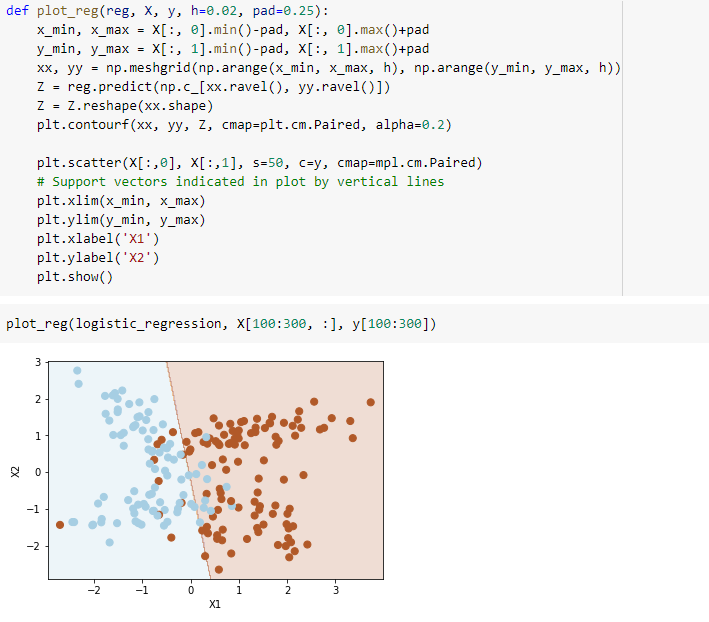 def plot_reg(reg, X, y, h=0.02, pad=0.25):
    x_min, x_max = X[:, 0].min()-pad, X[:, 0].max()+pad
    y_min, y_max = X[:, 1].min()-pad, X[:, 1].max()+pad
    xx, yy = np.meshgrid(np.arange(x_min, x_max, h), np.arange(y_min, y_max, h))
    Z = reg.predict(np.c_[xx.ravel(), yy.ravel()])
    Z = Z.reshape(xx.shape)
    plt.contourf(xx, yy, Z, cmap=plt.cm.Paired, alpha=0.2)
    plt.scatter(X[:,0], X[:,1], s=50, c=y, cmap=mpl.cm.Paired)
    # Support vectors indicated in plot by vertical lines
    plt.xlim(x_min, x_max)
    plt.ylim(y_min, y_max)
    plt.xlabel('X1')
    plt.ylabel('X2')
    plt.show()
plot_reg(logistic_regression, X[100:300, :], y[100:300])
3
2
1
0
−1
−2
X2
−2 −1 0 1 2 3
X1